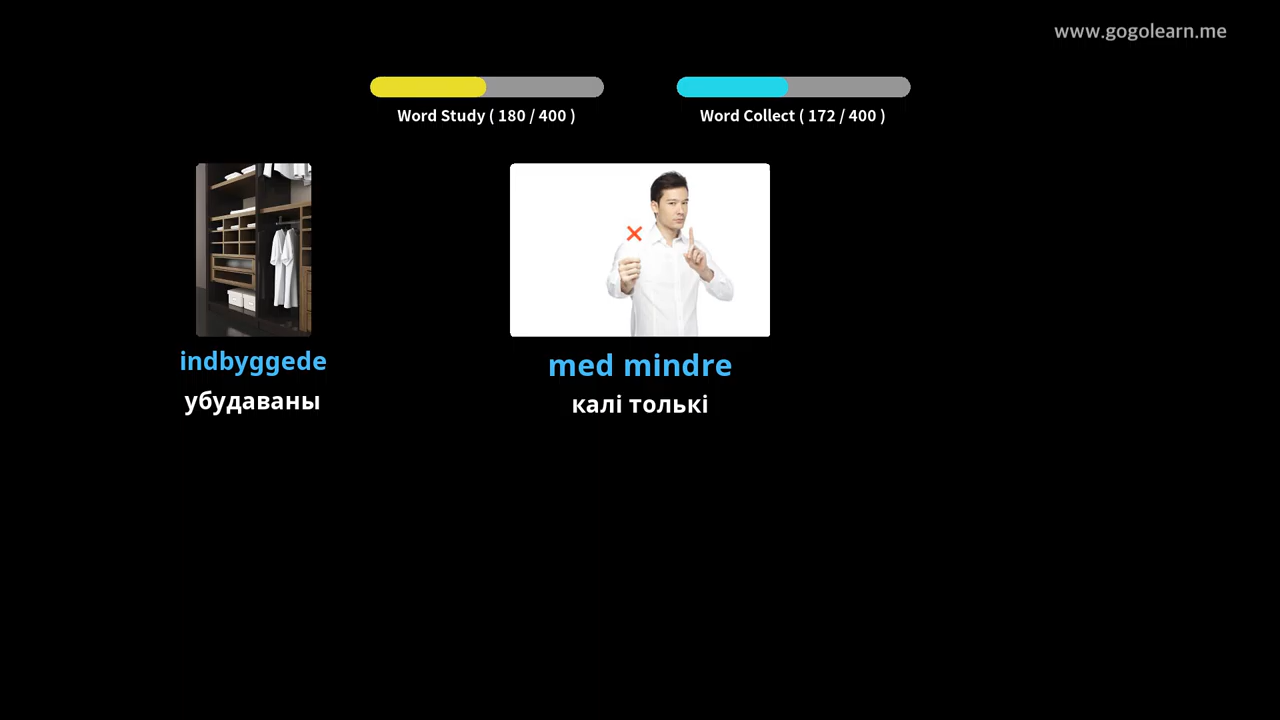 www.gogolearn.me
Word Study ( 180 / 400 )
Word Collect ( 172 / 400 )
indbyggede
убудаваны
med mindre
калі толькі